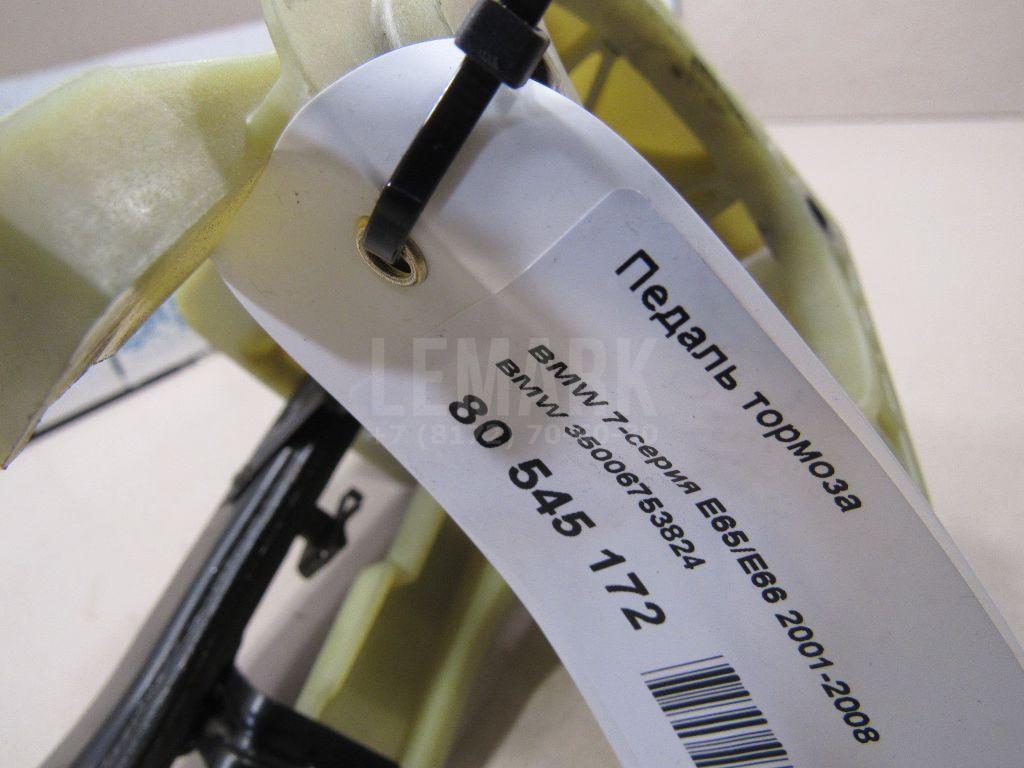 Педаль тормоза
BMW 7-серия E65/E66 2001-2008
BMW 35006753824
80 545 172
LEMARK